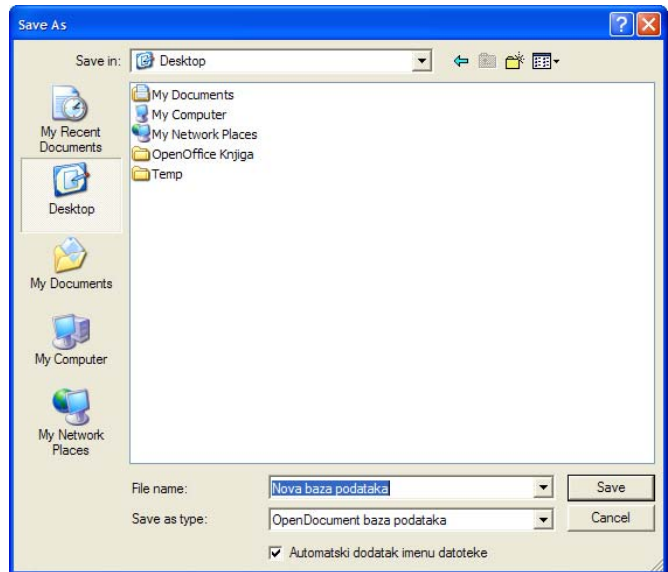 Save As
Save in:
Desktop
My Recent
Documents
Desktop
My Documents
My Computer
My Network
Places
My Documents
My Computer
My Network Places
OpenOffice Knjiga
Temp
File name:
Nova baza podataka
Save
Save as type:
OpenDocument baza podataka
Cancel
Automatski dodatak imenu datoteke